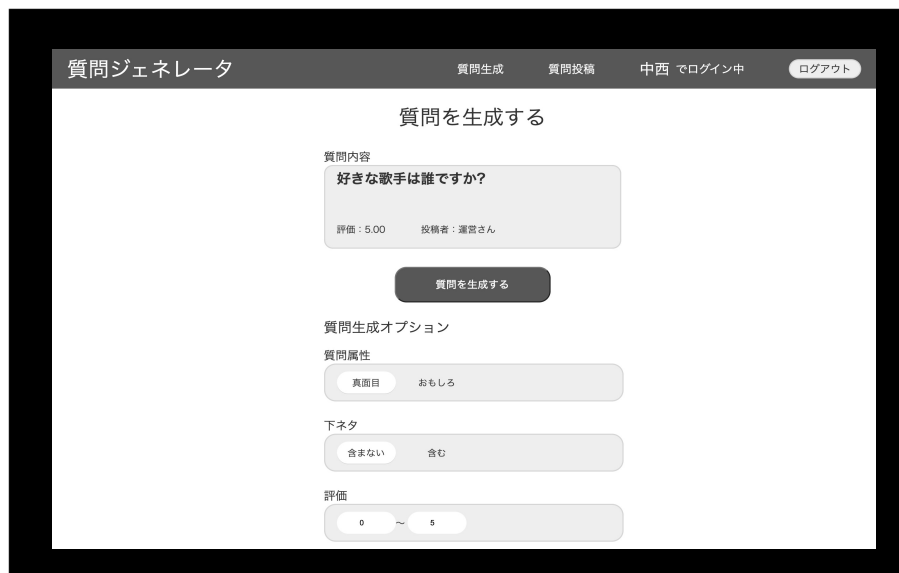 質問ジェネレータ 質問生成 質問投稿 中西 でログイン中 ログアウト
質問を生成する
質問内容
好きな歌手は誰ですか?
評価：5.00 投稿者：運営さん
質問を生成する
質問生成オプション
質問属性
真面目 おもしろ
下ネタ
含まない 含む
評価
0 〜 5